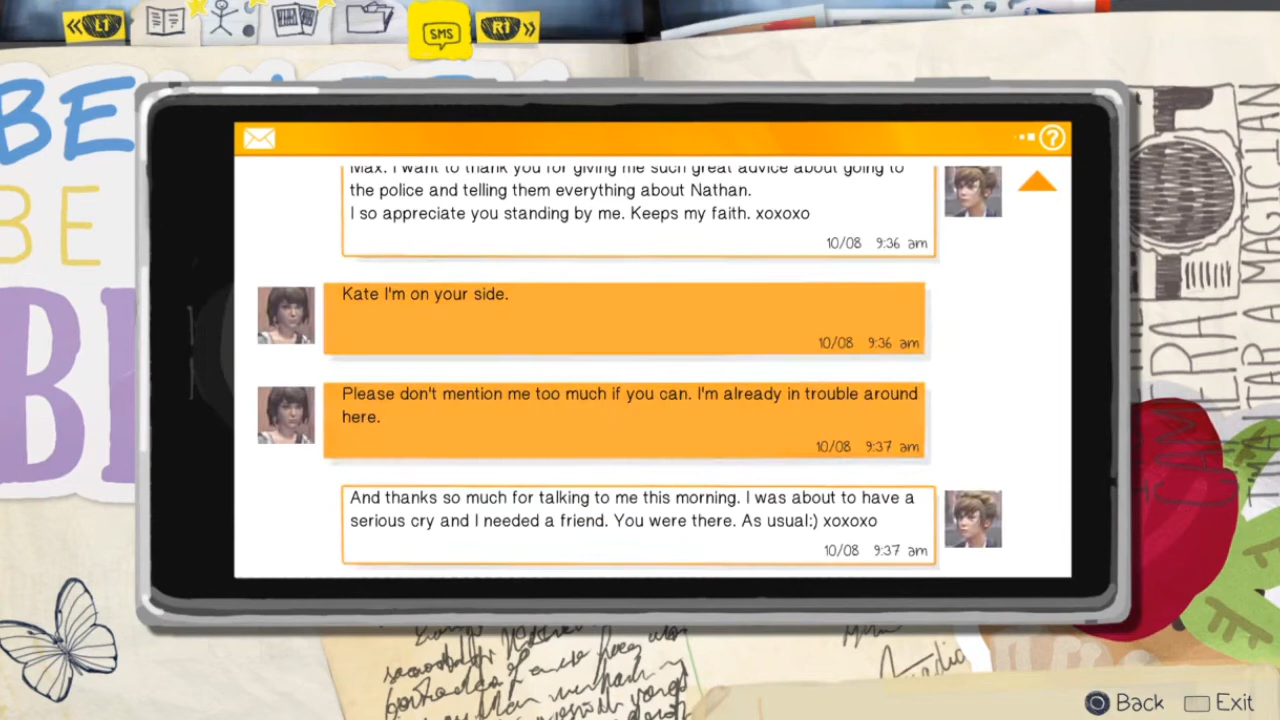 L1
SMS
R1
BE
BE
Max. I want to thank you for giving me such great advice about going to
the police and telling them everything about Nathan.
I so appreciate you standing by me. Keeps my faith. xoxoxo
10/08 9:36 am
Kate I'm on your side.
10/08 9:36 am
Please don't mention me too much if you can. I'm already in trouble around
here.
10/08 9:37 am
And thanks so much for talking to me this morning. I was about to have a
serious cry and I needed a friend. You were there. As usual:) xoxoxo
10/08 9:37 am
CAMERA MAGICIAN
THAN TAR A
Back
Exit